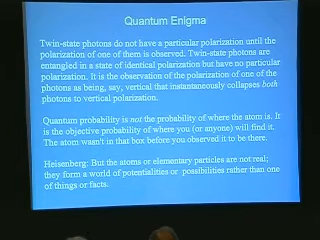 Quantum Enigma
Twin-state photons do not have a particular polarization until the
polarization of one of them is observed. Twin-state photons are
entangled in a state of identical polarization but have no particular
polarization. It is the observation of the polarization of one of the
photons as being, say, vertical that instantaneously collapses both
photons to vertical polarization.
Quantum probability is not the probability of where the atom is. It
is the objective probability of where you (or anyone) will find it.
The atom wasn't in that box before you observed it to be there.
Heisenberg: But the atoms or elementary particles are not real;
they form a world of potentialities or possibilities rather than one
of things or facts.